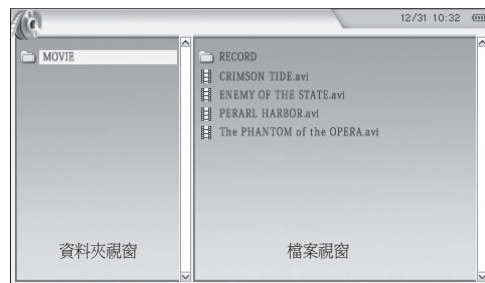 12/31 10:32
MOVIE
資料夾視窗
RECORD
CRIMSON TIDE.avi
ENEMY OF THE STATE.avi
PERARL HARBOR.avi
The PHANTOM of the OPERA.avi
檔案視窗